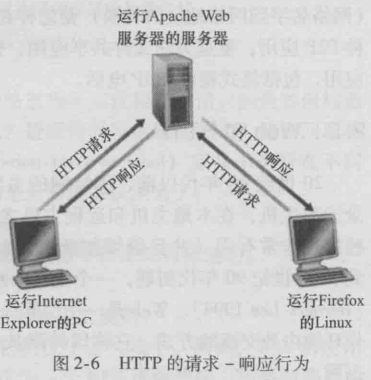 运行Apache Web
服务器的服务器
HTTP请求
HTTP响应
HTTP响应
HTTP请求
运行Internet
Explorer的PC
运行Firefox
的Linux
图 2-6 HTTP 的请求 – 响应行为